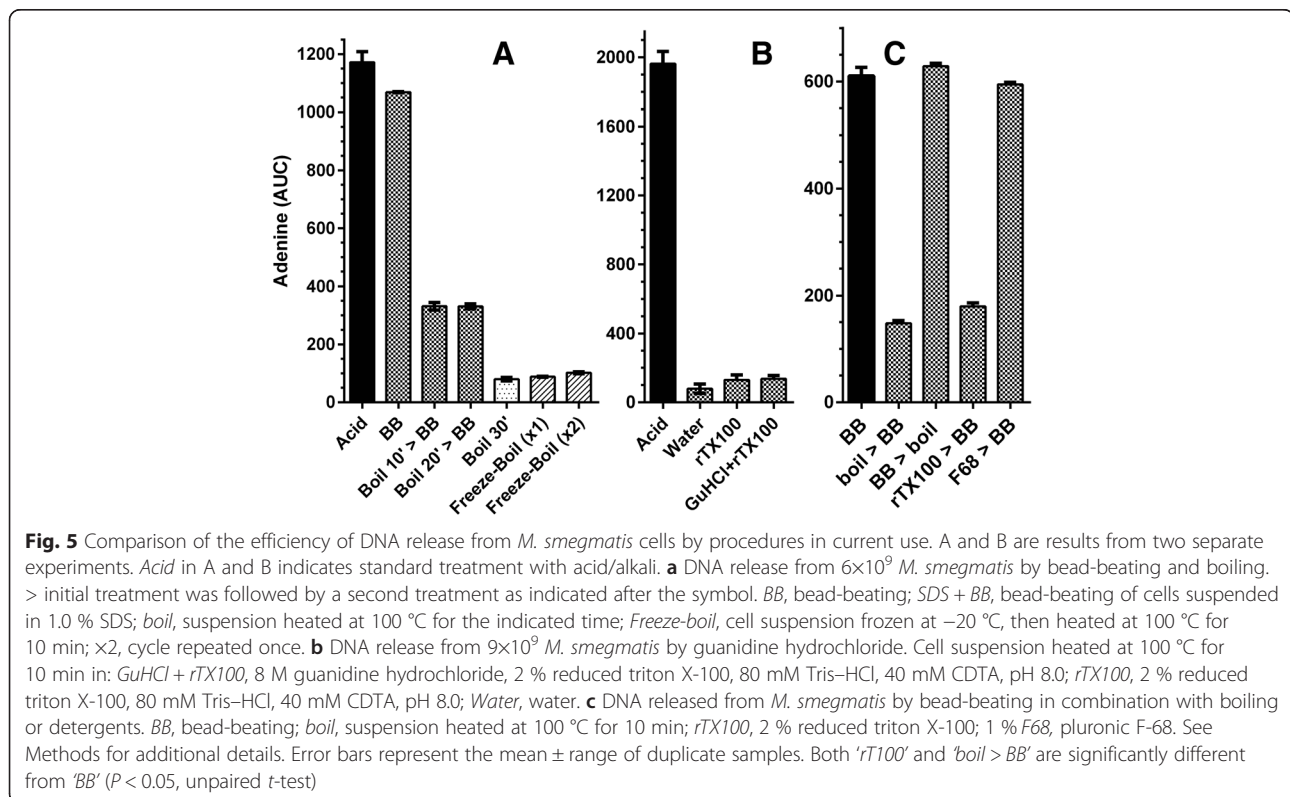 A
B
C
Adenine (AUC)
1200
1000
800
600
400
200
0
Acid
BB
Boil 10' > BB
Boil 20' > BB
Boil 30'
Freeze-Boil (x1)
Freeze-Boil (x2)
2000
1600
1200
800
400
0
Acid
Water
rTX100
GuHCl+rTX100
600
400
200
0
BB
boil > BB
BB > boil
rTX100 > BB
F68 > BB
Fig. 5 Comparison of the efficiency of DNA release from M. smegmatis cells by procedures in current use. A and B are results from two separate
experiments. Acid in A and B indicates standard treatment with acid/alkali. a DNA release from 6×10⁹ M. smegmatis by bead-beating and boiling.
> initial treatment was followed by a second treatment as indicated after the symbol. BB, bead-beating; SDS + BB, bead-beating of cells suspended
in 1.0 % SDS; boil, suspension heated at 100 °C for the indicated time; Freeze-boil, cell suspension frozen at −20 °C, then heated at 100 °C for
10 min; ×2, cycle repeated once. b DNA release from 9×10⁹ M. smegmatis by guanidine hydrochloride. Cell suspension heated at 100 °C for
10 min in: GuHCl + rTX100, 8 M guanidine hydrochloride, 2 % reduced triton X-100, 80 mM Tris–HCl, 40 mM CDTA, pH 8.0; rTX100, 2 % reduced
triton X-100, 80 mM Tris–HCl, 40 mM CDTA, pH 8.0; Water, water. c DNA released from M. smegmatis by bead-beating in combination with boiling
or detergents. BB, bead-beating; boil, suspension heated at 100 °C for 10 min; rTX100, 2 % reduced triton X-100; 1 % F68, pluronic F-68. See
Methods for additional details. Error bars represent the mean ± range of duplicate samples. Both 'rT100' and 'boil > BB' are significantly different
from 'BB' (P < 0.05, unpaired t-test)